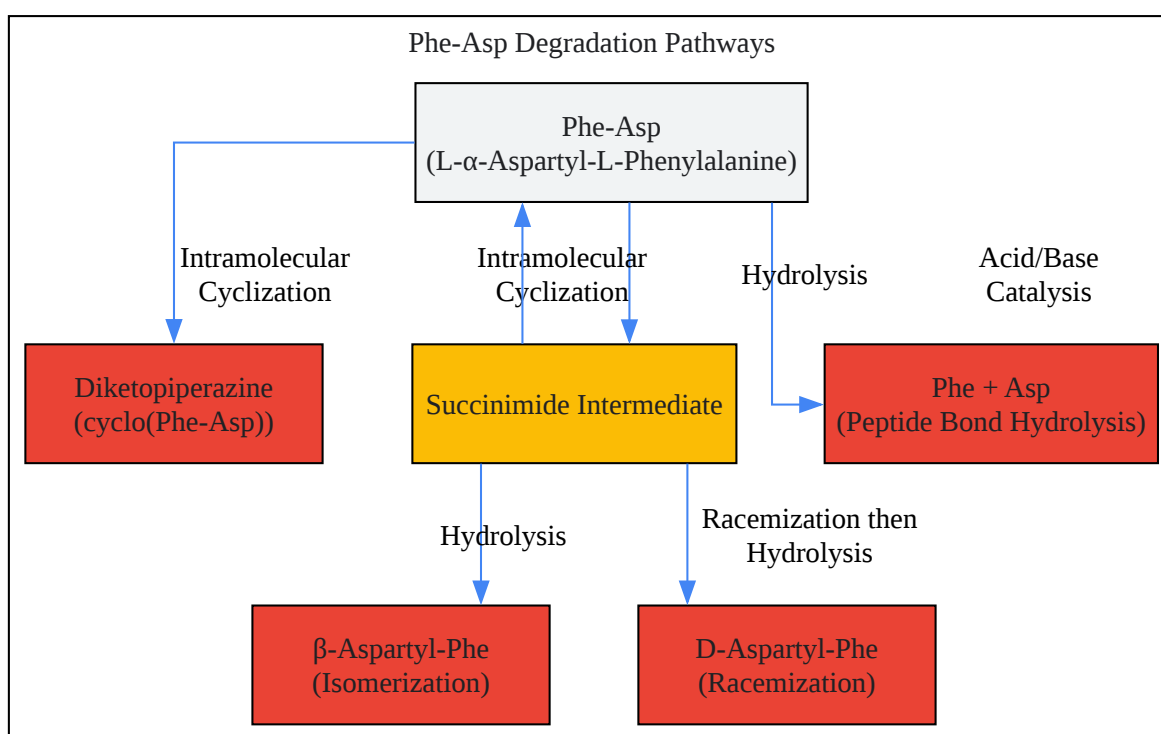 Phe-Asp Degradation Pathways
Phe-Asp
(L-α-Aspartyl-L-Phenylalanine)
Intramolecular
Cyclization
Intramolecular
Cyclization
Hydrolysis
Acid/Base
Catalysis
Diketopiperazine
(cyclo(Phe-Asp))
Succinimide Intermediate
Phe + Asp
(Peptide Bond Hydrolysis)
Hydrolysis
Racemization then
Hydrolysis
β-Aspartyl-Phe
(Isomerization)
D-Aspartyl-Phe
(Racemization)